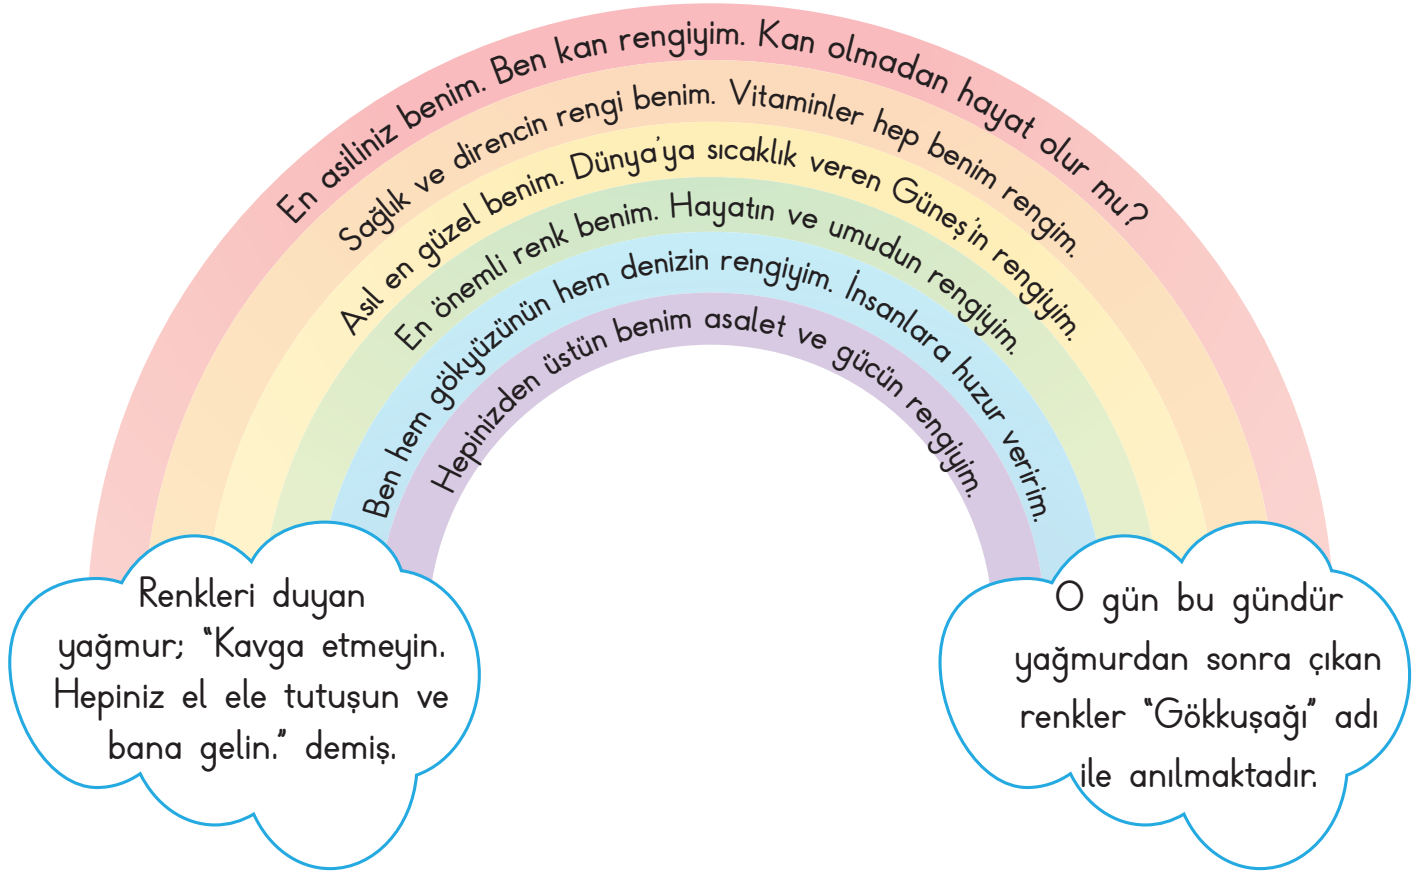 En asiliniz benim. Ben kan rengiyim. Kan olmadan hayat olur mu?
Sağlık ve direncin rengi benim. Vitaminler hep benim rengim.
Asıl en güzel benim. Dünya'ya sıcaklık veren Güneş'in rengiyim.
En önemli renk benim. Hayatın ve umudun rengiyim.
Ben hem gökyüzünün hem denizin rengiyim. İnsanlara huzur veririm.
Hepinizden üstün benim asalet ve gücün rengiyim.
Renkleri duyan
yağmur; "Kavga etmeyin.
Hepiniz el ele tutuşun ve
bana gelin." demiş.
O gün bu gündür
yağmurdan sonra çıkan
renkler "Gökkuşağı" adı
ile anılmaktadır.